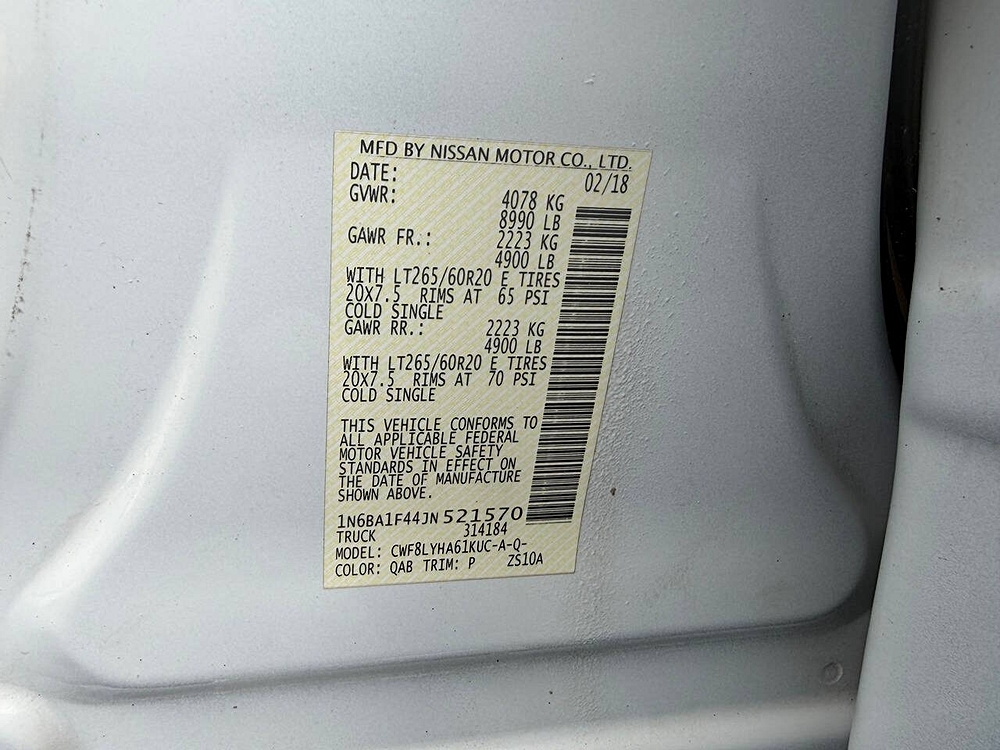 MFD BY NISSAN MOTOR CO., LTD.
DATE: 02/18
GVWR: 4078 KG
8990 LB
GAWR FR.: 2223 KG
4900 LB
WITH LT265/60R20 E TIRES
20X7.5 RIMS AT 65 PSI
COLD SINGLE
GAWR RR.: 2223 KG
4900 LB
WITH LT265/60R20 E TIRES
20X7.5 RIMS AT 70 PSI
COLD SINGLE
THIS VEHICLE CONFORMS TO
ALL APPLICABLE FEDERAL
MOTOR VEHICLE SAFETY
STANDARDS IN EFFECT ON
THE DATE OF MANUFACTURE
SHOWN ABOVE.
1N6BA1F44JN521570
TRUCK 314184
MODEL: CWF8LYHA61KUC-A-Q-
COLOR: QAB TRIM: P ZS10A